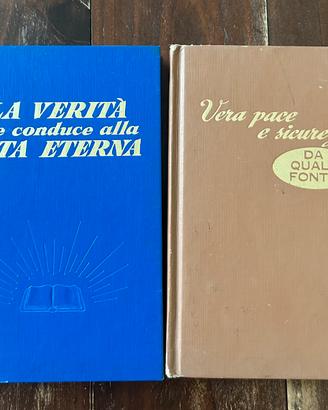 LA VERITÀ
e conduce alla
TA ETERNA
Vera pace
e sicurez
DA
QUAL
FONT